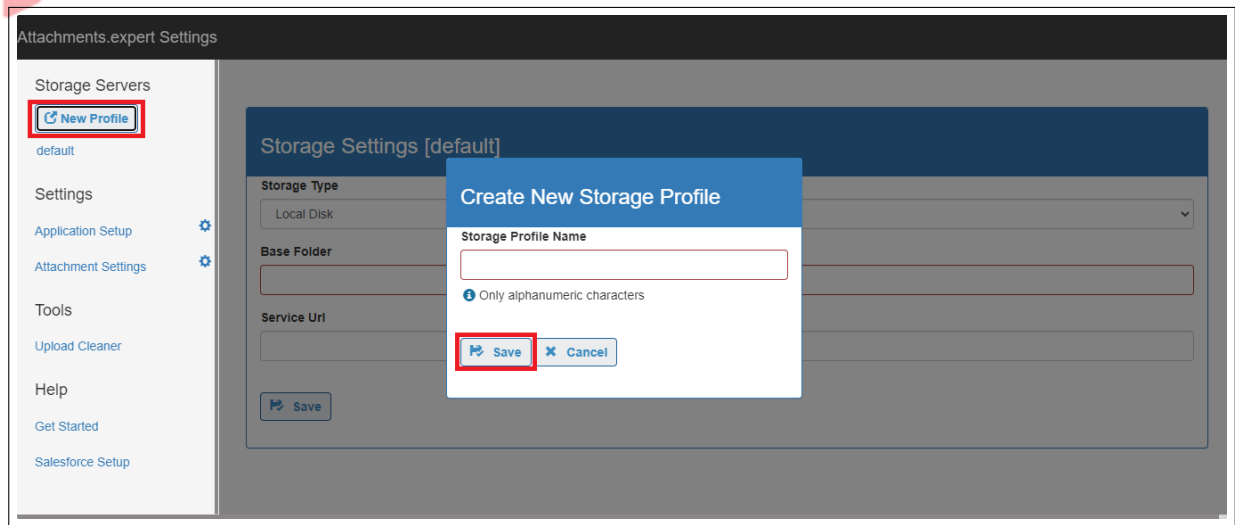 Attachments.expert Settings
Storage Servers
New Profile
default
Settings
Application Setup
Attachment Settings
Tools
Upload Cleaner
Help
Get Started
Salesforce Setup
Storage Settings [default]
Storage Type
Local Disk
Base Folder
Service Url
Save
Create New Storage Profile
Storage Profile Name
Only alphanumeric characters
Save Cancel